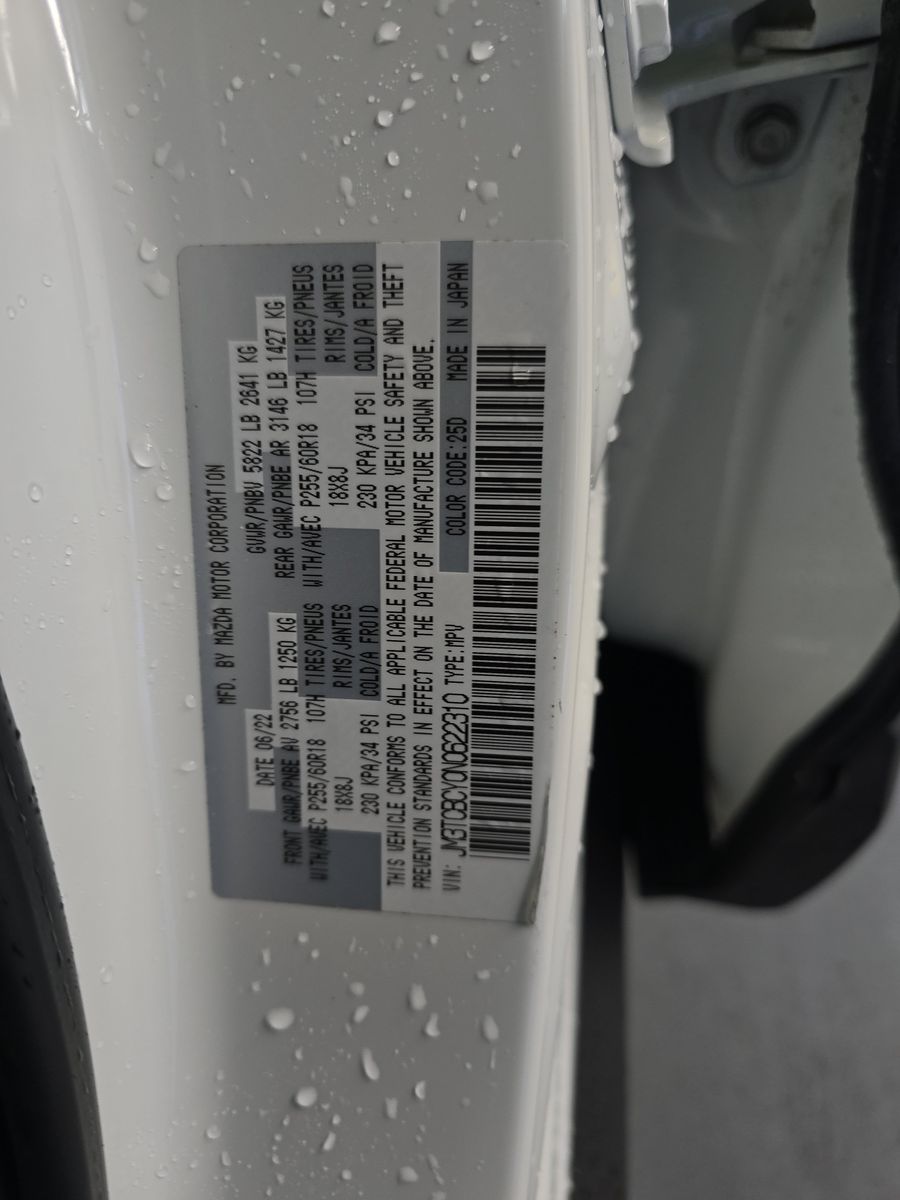 MFD. BY MAZDA MOTOR CORPORATION
DATE 06/22 GVWR/PNBV 5822 LB 2641 KG
FRONT GAWR/PNBE AV 2756 LB 1250 KG REAR GAWR/PNBE AR 3146 LB 1427 KG
WITH/AVEC P255/60R18 107H TIRES/PNEUS WITH/AVEC P255/60R18 107H TIRES/PNEUS
18X8J RIMS/JANTES 18X8J RIMS/JANTES
230 KPA/34 PSI COLD/A FROID 230 KPA/34 PSI COLD/A FROID
THIS VEHICLE CONFORMS TO ALL APPLICABLE FEDERAL MOTOR VEHICLE SAFETY AND THEFT
PREVENTION STANDARDS IN EFFECT ON THE DATE OF MANUFACTURE SHOWN ABOVE.
VIN: JM3TCBCY0N0622310 TYPE:MPV COLOR CODE:25D MADE IN JAPAN